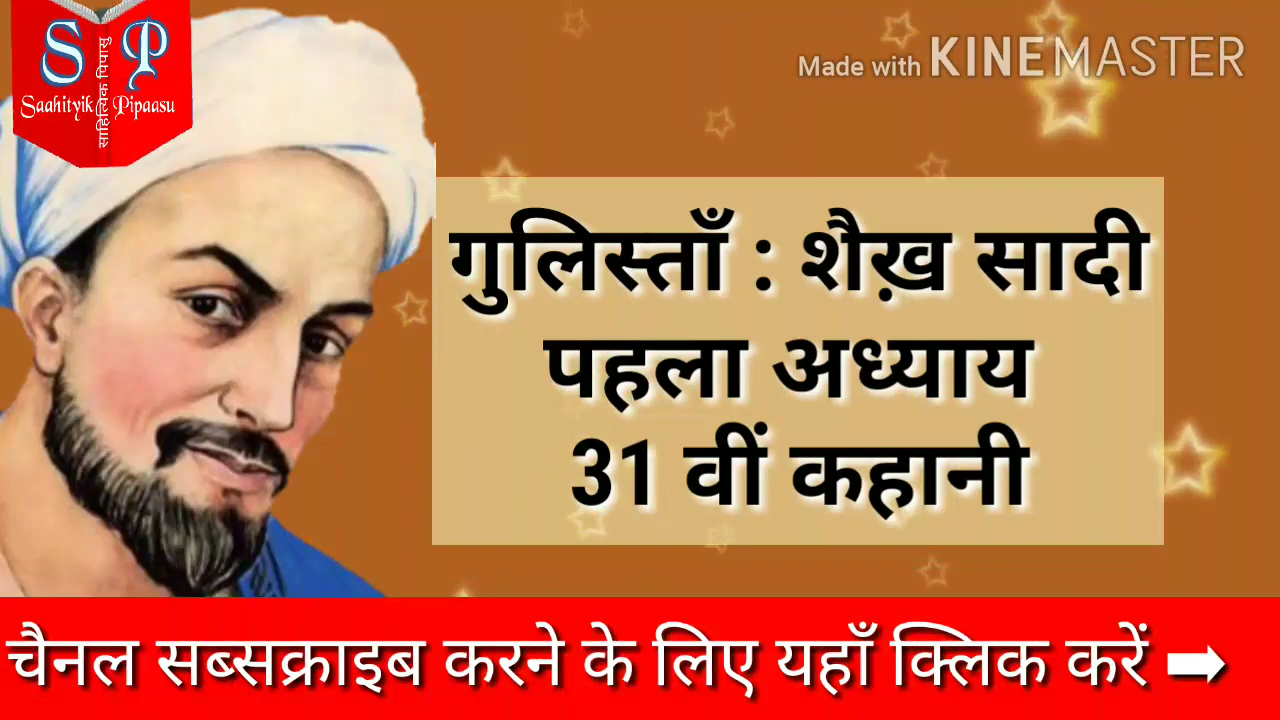 S P
Saahityik Pipaasu
साहित्यिक पिपासु
Made with KINEMASTER
गुलिस्ताँ : शैख़ सादी
पहला अध्याय
31 वीं कहानी
चैनल सब्सक्राइब करने के लिए यहाँ क्लिक करें ➡